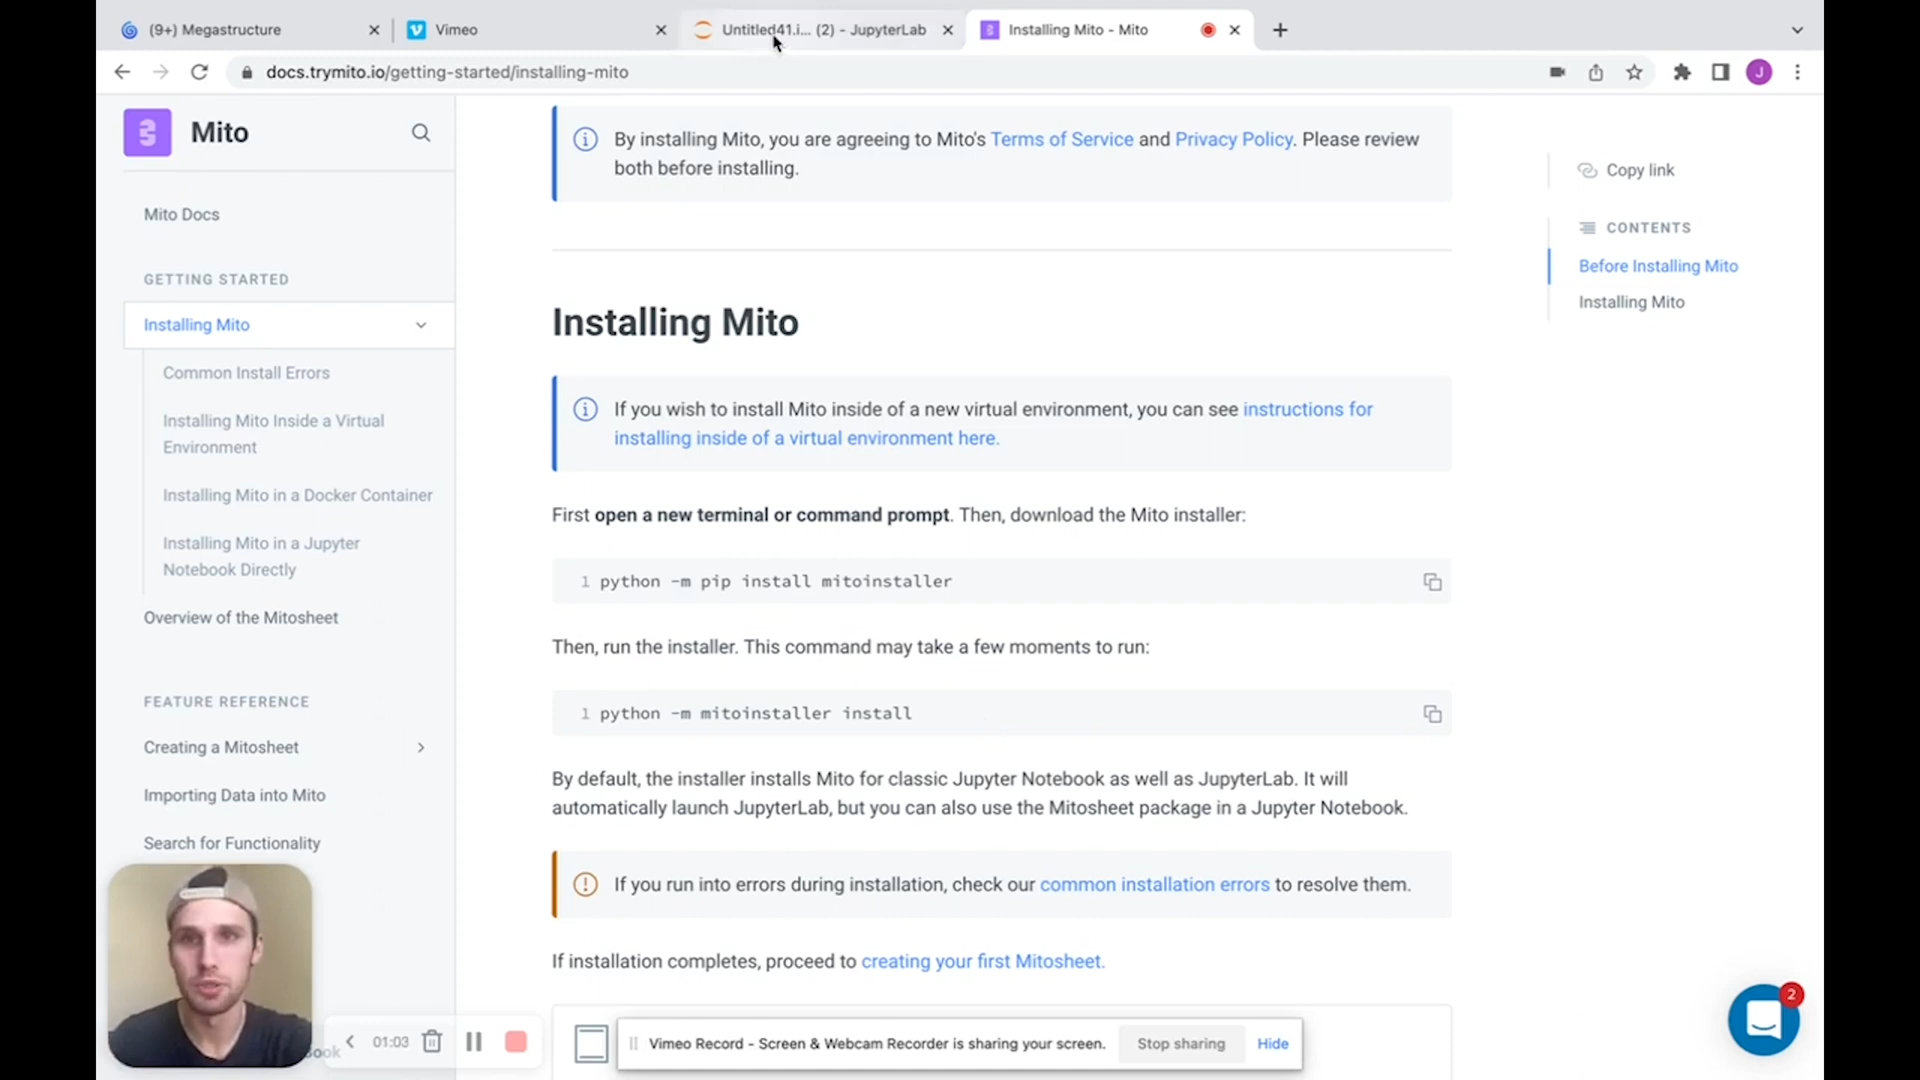 (9+) Megastructure
Vimeo
Untitled41.i... (2) - JupyterLab
Installing Mito - Mito
docs.trymito.io/getting-started/installing-mito
J
Mito
Mito Docs
GETTING STARTED
Installing Mito
Common Install Errors
Installing Mito Inside a Virtual
Environment
Installing Mito in a Docker Container
Installing Mito in a Jupyter
Notebook Directly
Overview of the Mitosheet
FEATURE REFERENCE
Creating a Mitosheet
Importing Data into Mito
Search for Functionality
By installing Mito, you are agreeing to Mito's Terms of Service and Privacy Policy. Please review
both before installing.
Installing Mito
If you wish to install Mito inside of a new virtual environment, you can see instructions for
installing inside of a virtual environment here.
First open a new terminal or command prompt. Then, download the Mito installer:
1 python -m pip install mitoinstaller
Then, run the installer. This command may take a few moments to run:
1 python -m mitoinstaller install
By default, the installer installs Mito for classic Jupyter Notebook as well as JupyterLab. It will
automatically launch JupyterLab, but you can also use the Mitosheet package in a Jupyter Notebook.
If you run into errors during installation, check our common installation errors to resolve them.
If installation completes, proceed to creating your first Mitosheet.
Copy link
CONTENTS
Before Installing Mito
Installing Mito
2
01:03
Vimeo Record - Screen & Webcam Recorder is sharing your screen.
Stop sharing
Hide